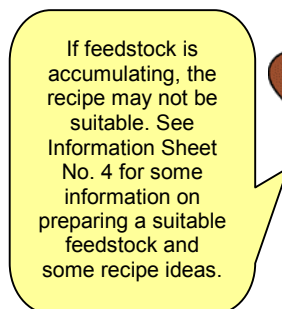 If feedstock is
accumulating, the
recipe may not be
suitable. See
Information Sheet
No. 4 for some
information on
preparing a suitable
feedstock and
some recipe ideas.